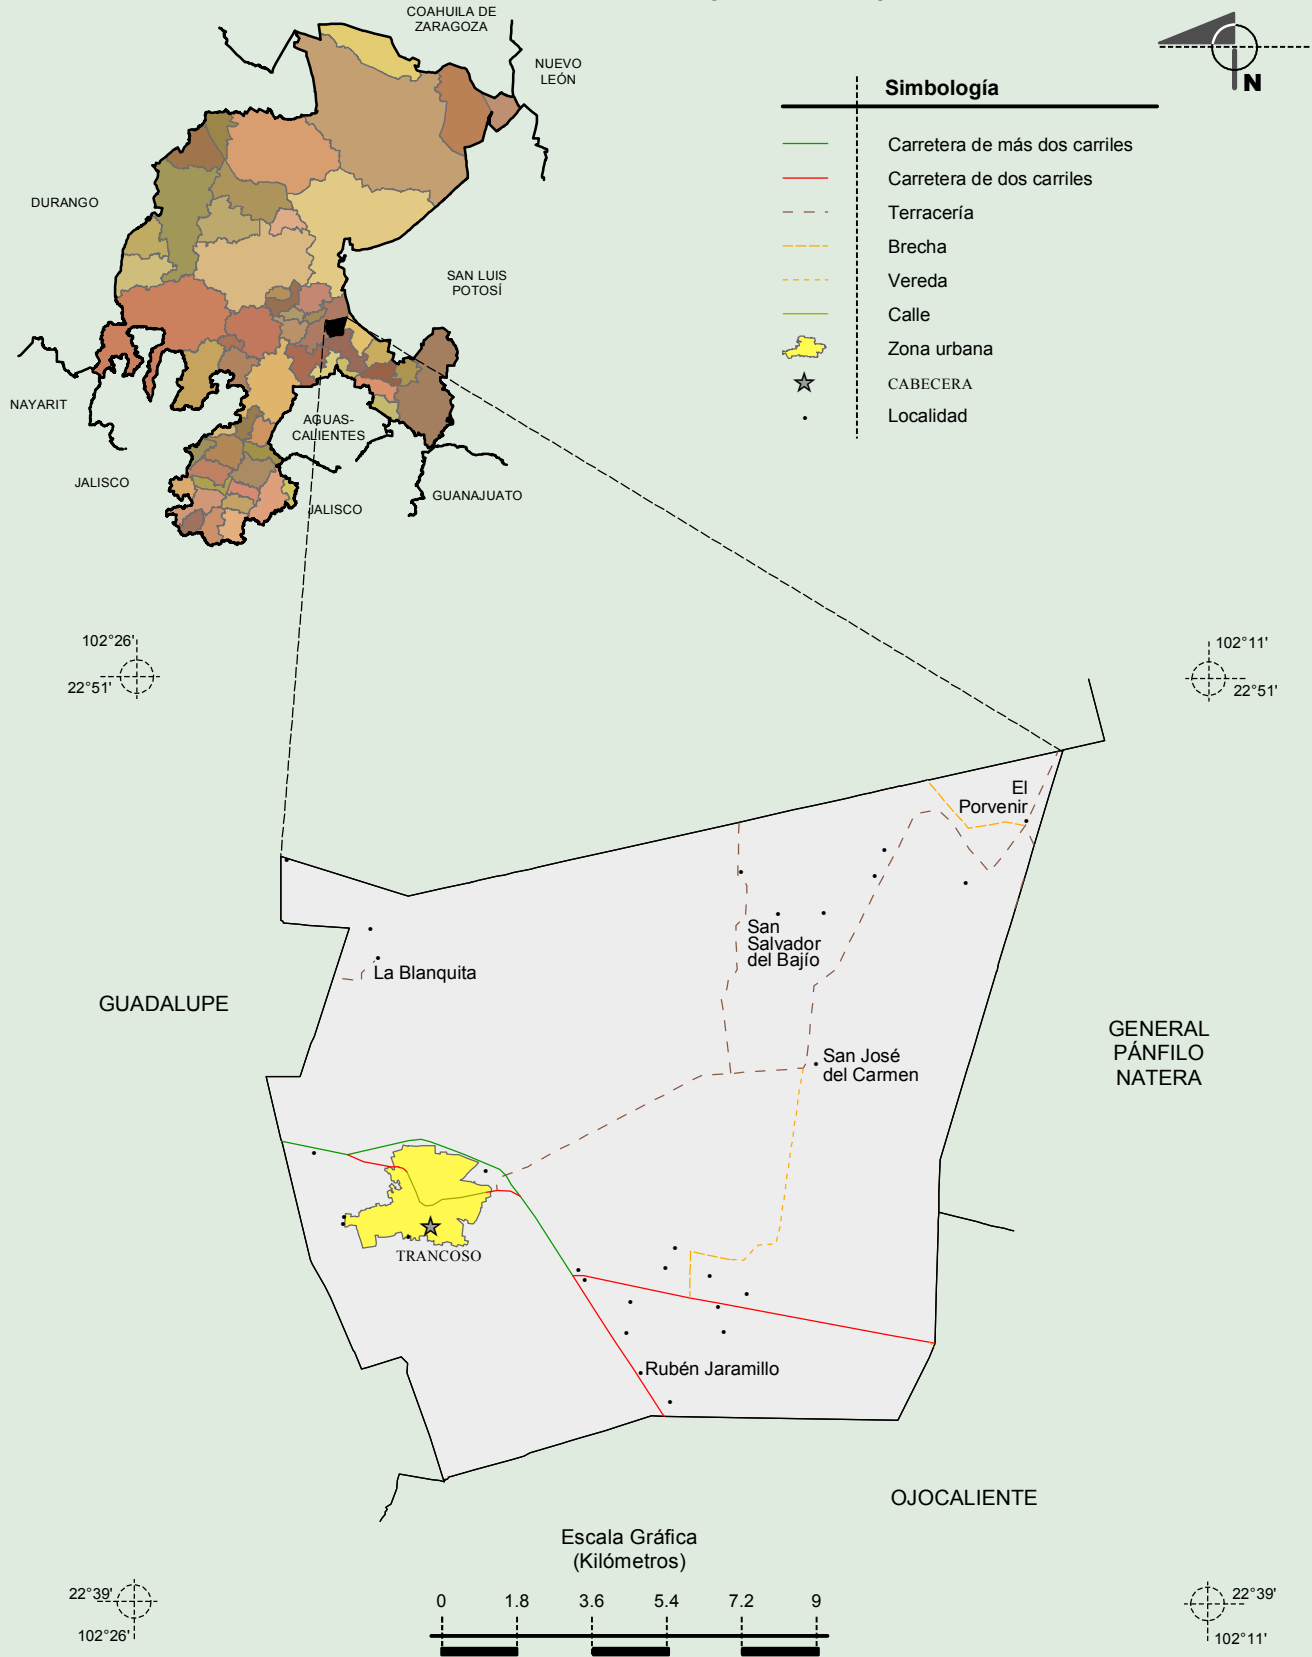 COAHUILA DE
ZARAGOZA
NUEVO
LEÓN
DURANGO
SAN LUIS
POTOSÍ
NAYARIT
AGUAS-
CALIENTES
JALISCO
JALISCO
GUANAJUATO
N
Simbología
Carretera de más dos carriles
Carretera de dos carriles
Terracería
Brecha
Vereda
Calle
Zona urbana
CABECERA
Localidad
102°26'
22°51'
102°11'
22°51'
El
Porvenir
San
Salvador
del Bajío
La Blanquita
GUADALUPE
GENERAL
PÁNFILO
NATERA
San José
del Carmen
TRANCOSO
Rubén Jaramillo
OJOCALIENTE
Escala Gráfica
(Kilómetros)
0 1.8 3.6 5.4 7.2 9
22°39'
102°26'
22°39'
102°11'